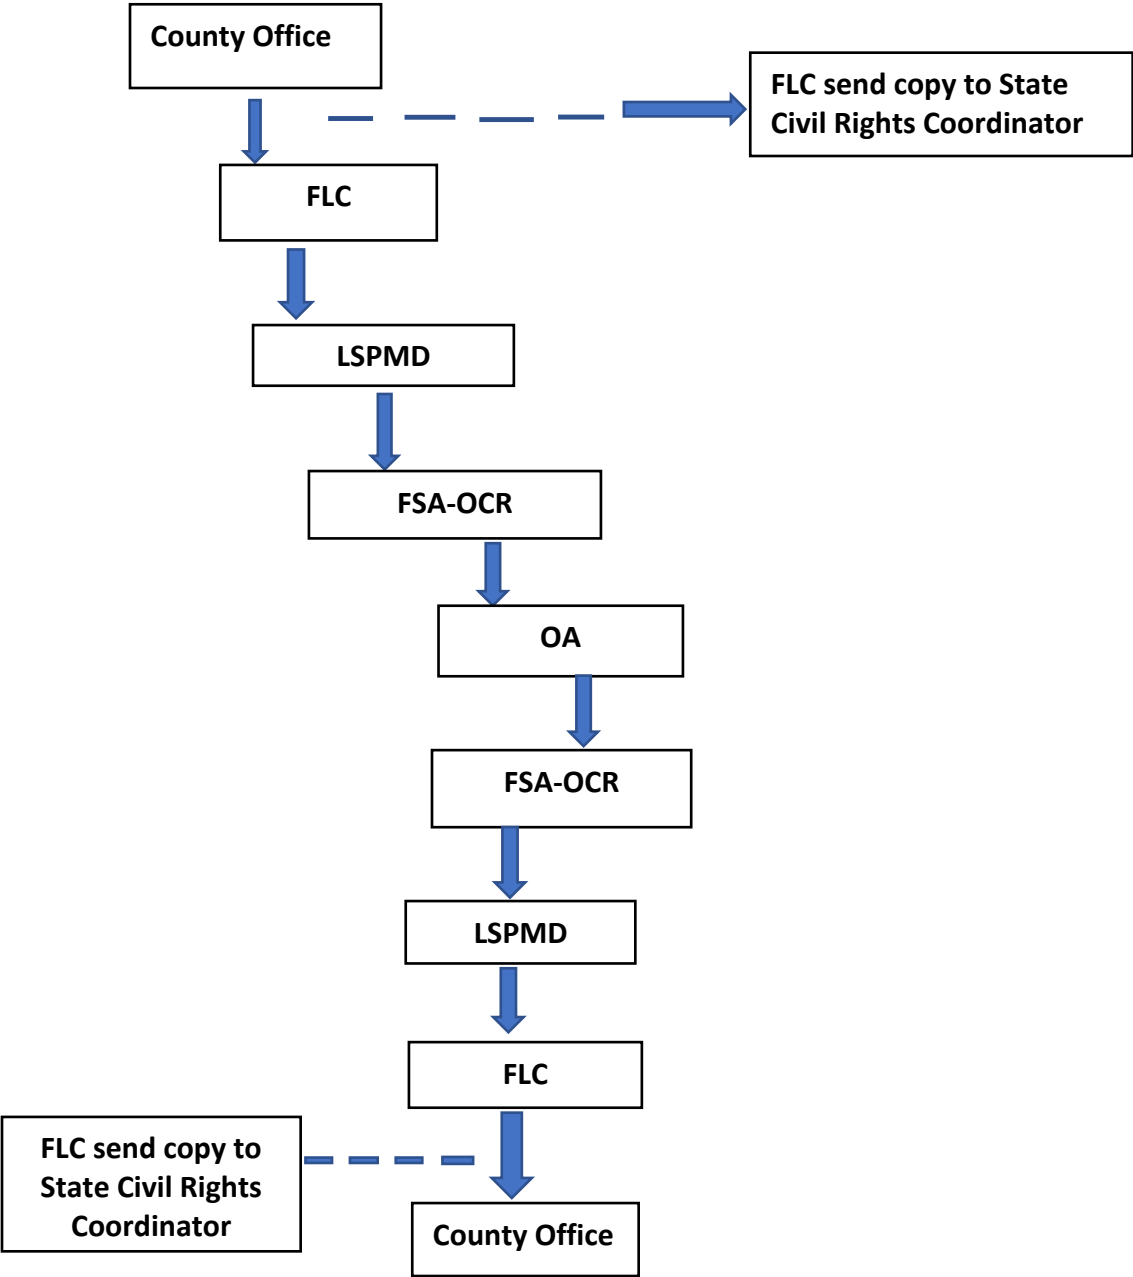 County Office
FLC send copy to State
Civil Rights Coordinator
FLC
LSPMD
FSA-OCR
OA
FSA-OCR
LSPMD
FLC
FLC send copy to
State Civil Rights
Coordinator
County Office